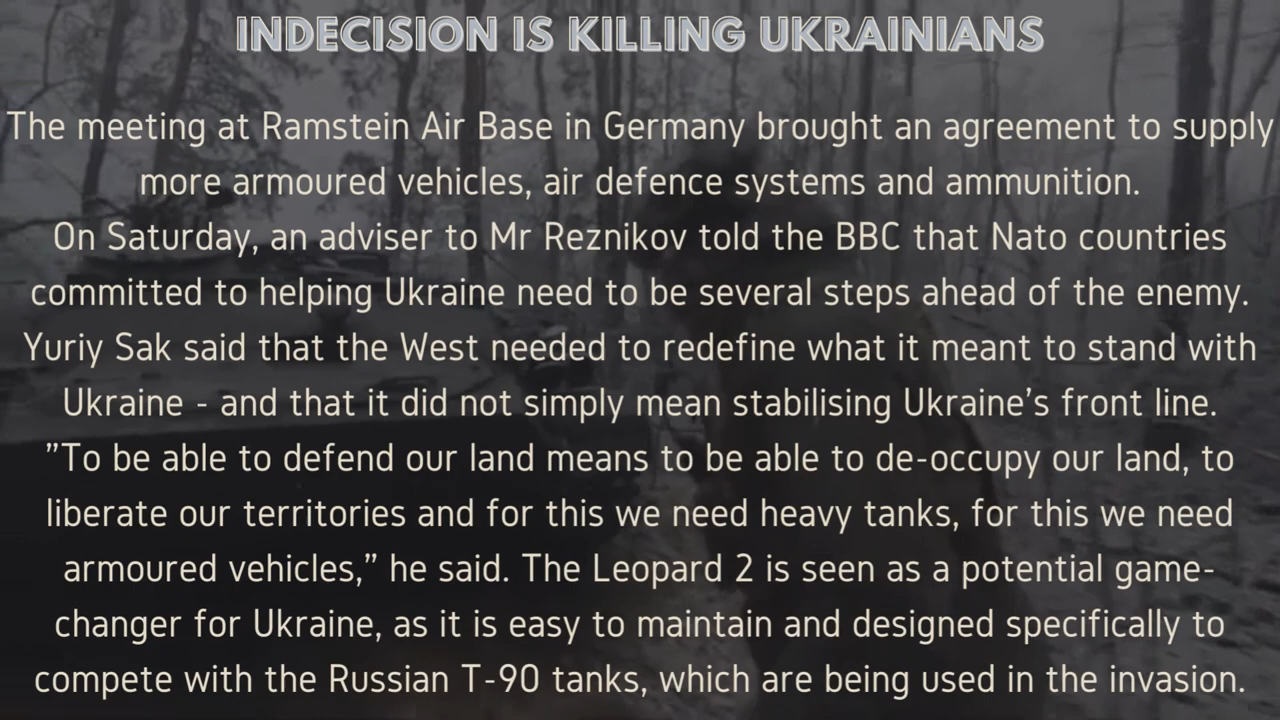 INDECISION IS KILLING UKRAINIANS
The meeting at Ramstein Air Base in Germany brought an agreement to supply
more armoured vehicles, air defence systems and ammunition.
On Saturday, an adviser to Mr Reznikov told the BBC that Nato countries
committed to helping Ukraine need to be several steps ahead of the enemy.
Yuriy Sak said that the West needed to redefine what it meant to stand with
Ukraine - and that it did not simply mean stabilising Ukraine’s front line.
”To be able to defend our land means to be able to de-occupy our land, to
liberate our territories and for this we need heavy tanks, for this we need
armoured vehicles,” he said. The Leopard 2 is seen as a potential game-
changer for Ukraine, as it is easy to maintain and designed specifically to
compete with the Russian T-90 tanks, which are being used in the invasion.